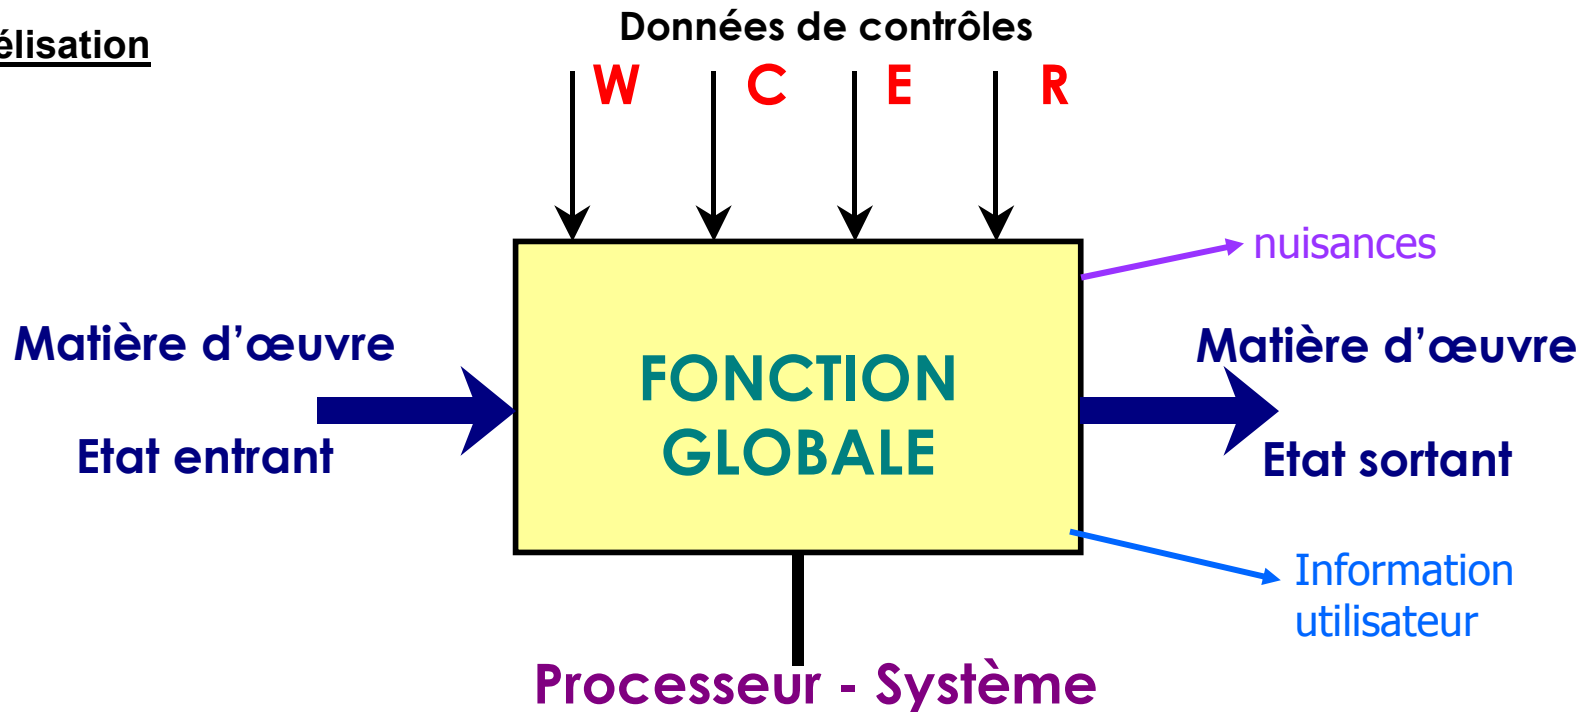 élisation
Données de contrôles
W C E R
nuisances
Matière d'œuvre
Matière d'œuvre
FONCTION
GLOBALE
Etat entrant
Etat sortant
Information
utilisateur
Processeur - Système